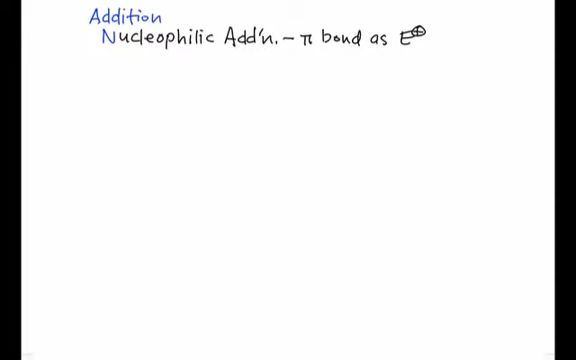 Addition
Nucleophilic Add'n. – π bond as E⊕